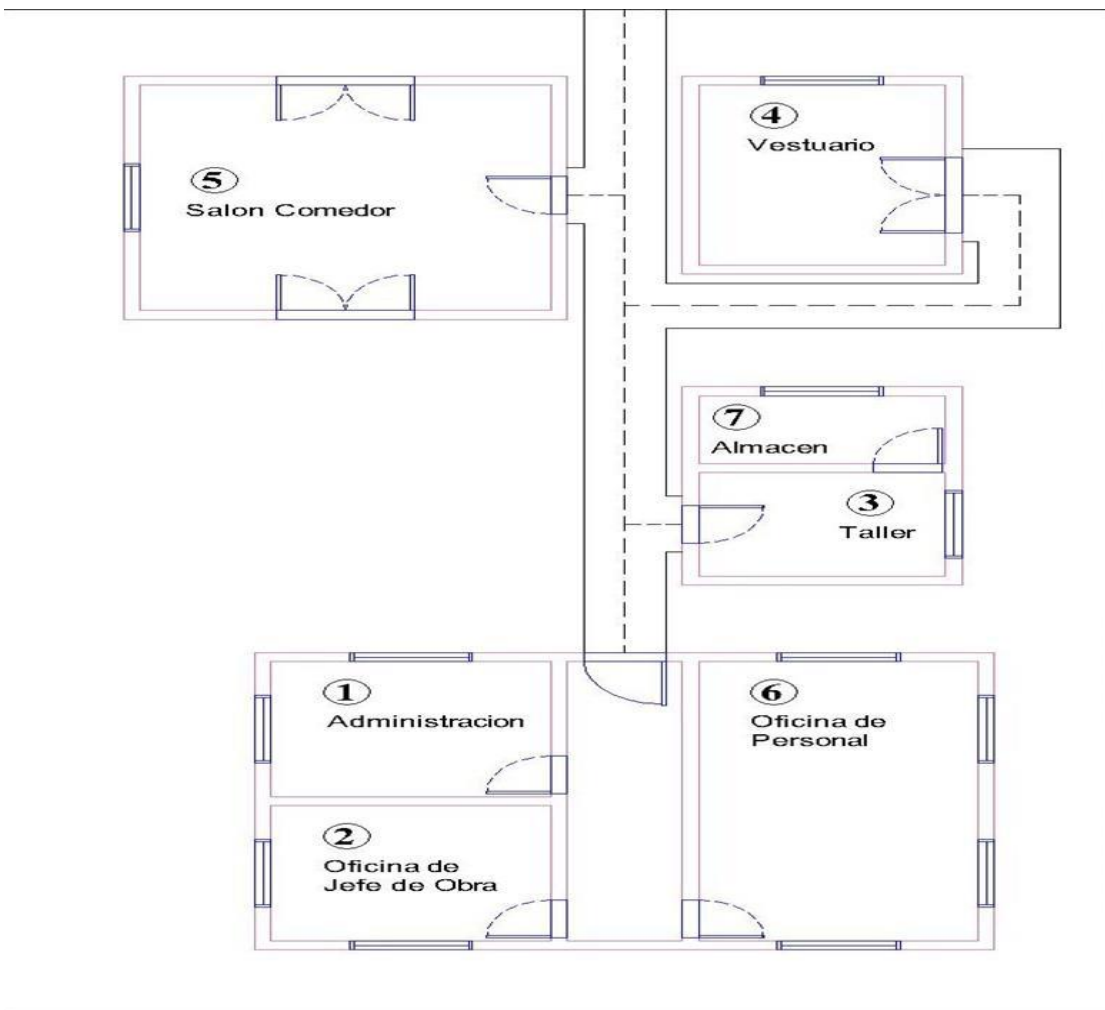 4
Vestuario
5
Salon Comedor
7
Almacen
3
Taller
1
Administracion
6
Oficina de
Personal
2
Oficina de
Jefe de Obra